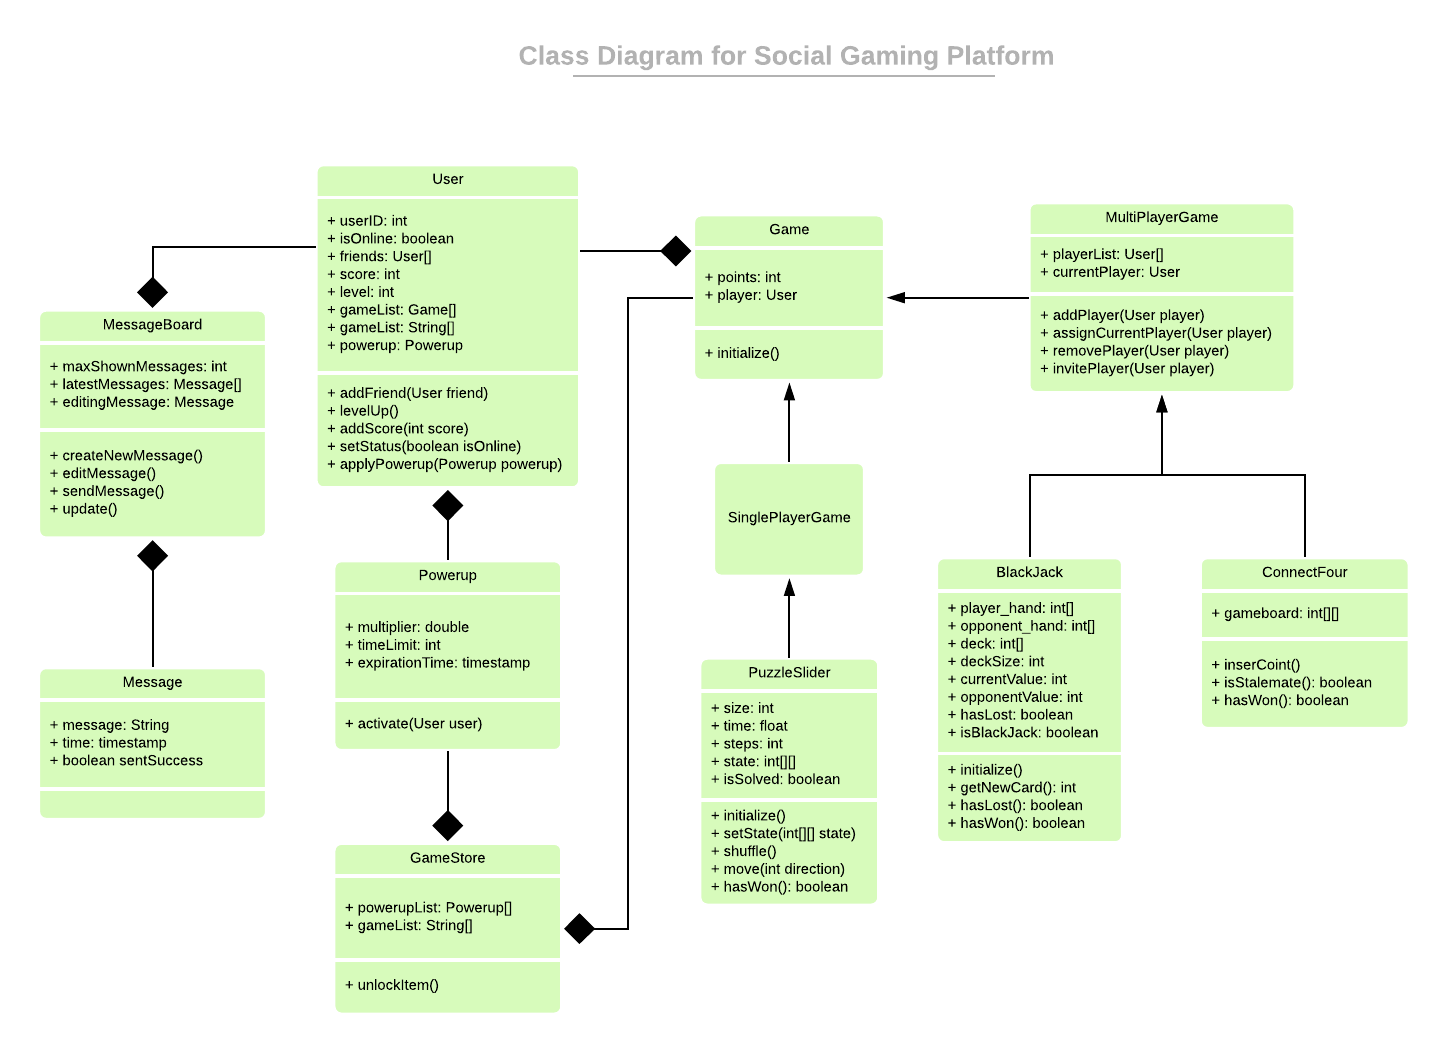 Class Diagram for Social Gaming Platform
User
+ userID: int
+ isOnline: boolean
+ friends: User[]
+ score: int
+ level: int
+ gameList: Game[]
+ gameList: String[]
+ powerup: Powerup
+ addFriend(User friend)
+ levelUp()
+ addScore(int score)
+ setStatus(boolean isOnline)
+ applyPowerup(Powerup powerup)
Game
+ points: int
+ player: User
+ initialize()
MultiPlayerGame
+ playerList: User[]
+ currentPlayer: User
+ addPlayer(User player)
+ assignCurrentPlayer(User player)
+ removePlayer(User player)
+ invitePlayer(User player)
MessageBoard
+ maxShownMessages: int
+ latestMessages: Message[]
+ editingMessage: Message
+ createNewMessage()
+ editMessage()
+ sendMessage()
+ update()
SinglePlayerGame
Powerup
+ multiplier: double
+ timeLimit: int
+ expirationTime: timestamp
+ activate(User user)
BlackJack
+ player_hand: int[]
+ opponent_hand: int[]
+ deck: int[]
+ deckSize: int
+ currentValue: int
+ opponentValue: int
+ hasLost: boolean
+ isBlackJack: boolean
+ initialize()
+ getNewCard(): int
+ hasLost(): boolean
+ hasWon(): boolean
ConnectFour
+ gameboard: int[][]
+ inserCoint()
+ isStalemate(): boolean
+ hasWon(): boolean
Message
+ message: String
+ time: timestamp
+ boolean sentSuccess
PuzzleSlider
+ size: int
+ time: float
+ steps: int
+ state: int[][]
+ isSolved: boolean
+ initialize()
+ setState(int[][] state)
+ shuffle()
+ move(int direction)
+ hasWon(): boolean
GameStore
+ powerupList: Powerup[]
+ gameList: String[]
+ unlockItem()